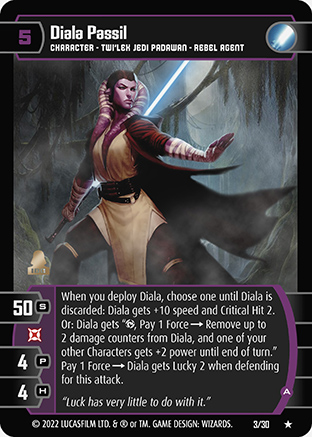 5 Diala Passil
CHARACTER - TWI'LEK JEDI PADAWAN - REBEL AGENT
50 S
4 P
4 H
When you deploy Diala, choose one until Diala is
discarded: Diala gets +10 speed and Critical Hit 2.
Or: Diala gets “, Pay 1 Force → Remove up to
2 damage counters from Diala, and one of your
other Characters gets +2 power until end of turn.”
Pay 1 Force → Diala gets Lucky 2 when defending
for this attack.
A
“Luck has very little to do with it.”
© 2022 LUCASFILM LTD. & ® OR TM. GAME DESIGN: WIZARDS. 3/30 ★